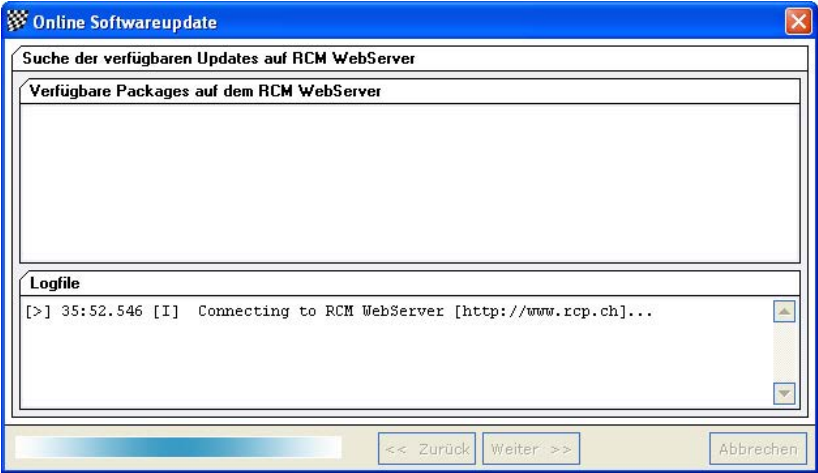 Online Softwareupdate
Suche der verfügbaren Updates auf RCM WebServer
Verfügbare Packages auf dem RCM WebServer
Logfile
[>] 35:52.546 [I]  Connecting to RCM WebServer [http://www.rcp.ch]...
<< Zurück Weiter >> Abbrechen